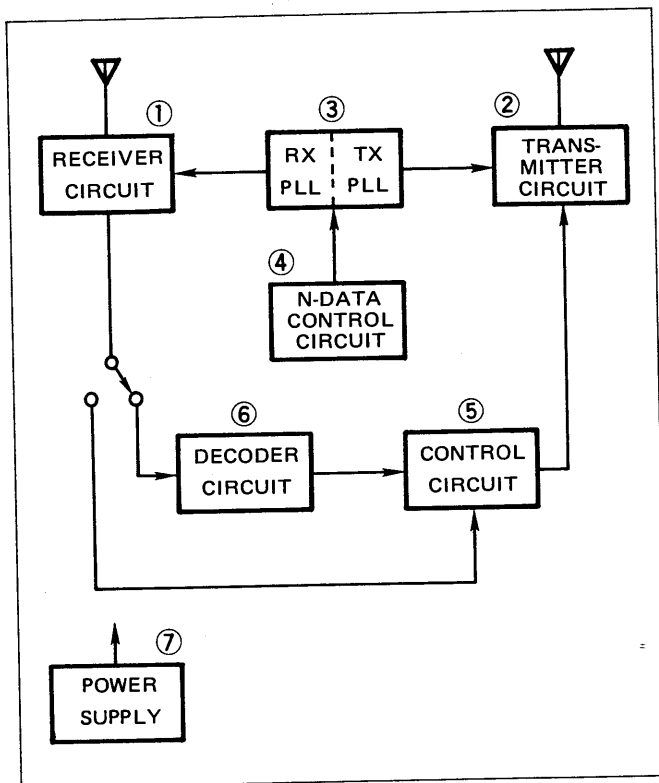 ①
RECEIVER
CIRCUIT
③
RX TX
PLL PLL
②
TRANS-
MITTER
CIRCUIT
④
N-DATA
CONTROL
CIRCUIT
⑥
DECODER
CIRCUIT
⑤
CONTROL
CIRCUIT
⑦
POWER
SUPPLY